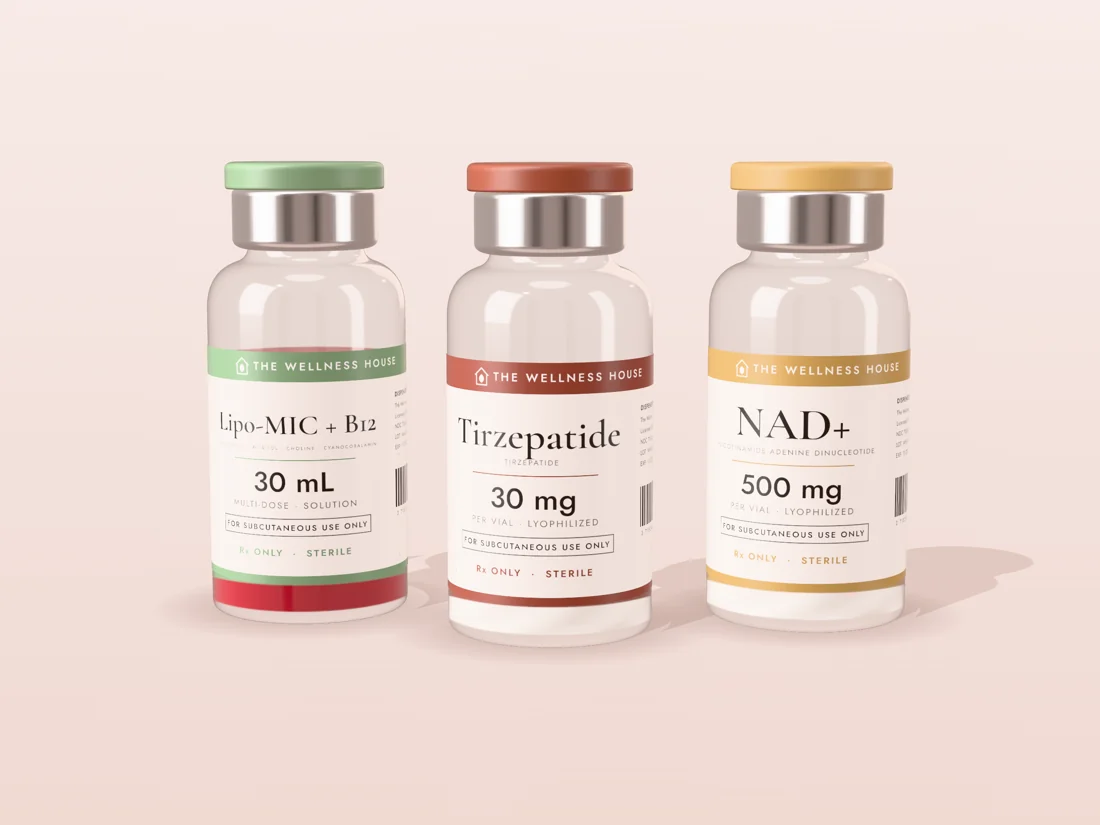 THE WELLNESS HOUSE
Lipo-MIC + B12
CHOLINE · CYANOCOBALAMIN
30 mL
MULTI-DOSE · SOLUTION
FOR SUBCUTANEOUS USE ONLY
Rx ONLY · STERILE
THE WELLNESS HOUSE
Tirzepatide
TIRZEPATIDE
30 mg
PER VIAL · LYOPHILIZED
FOR SUBCUTANEOUS USE ONLY
Rx ONLY · STERILE
THE WELLNESS HOUSE
NAD+
ADENINE DINUCLEOTIDE
500 mg
PER VIAL · LYOPHILIZED
FOR SUBCUTANEOUS USE ONLY
Rx ONLY · STERILE